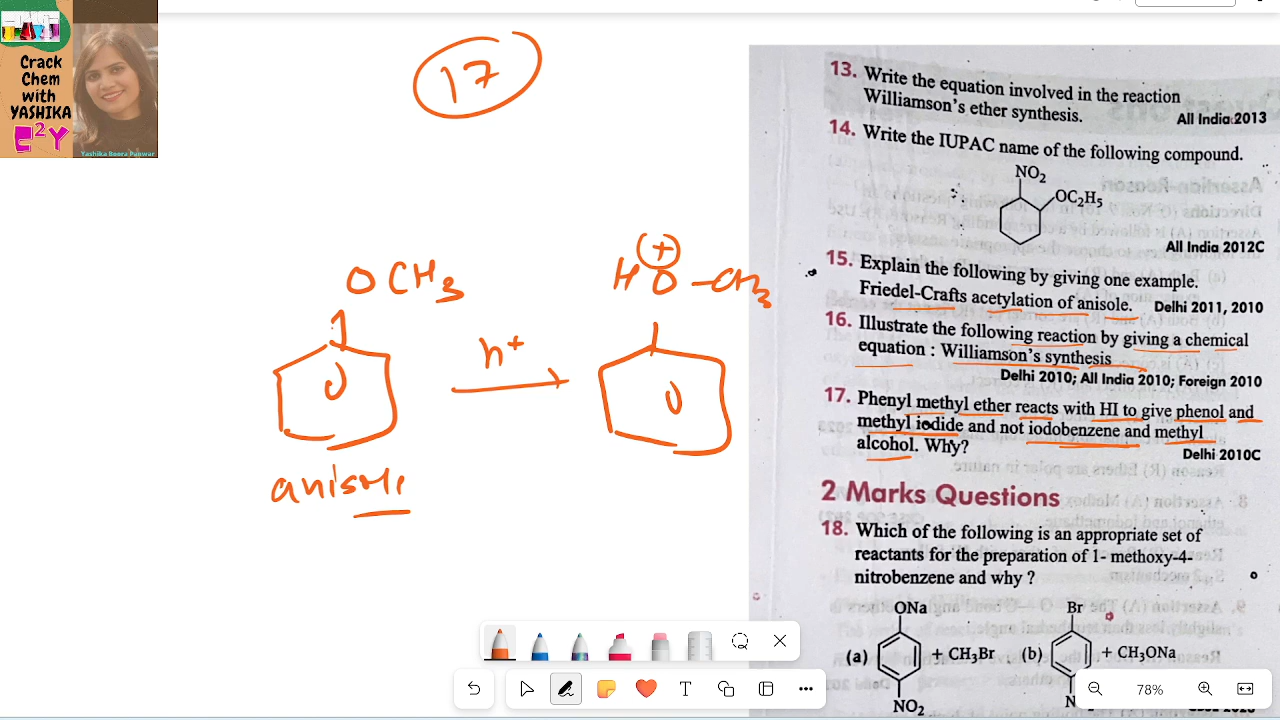 Crack
Chem
with
YASHIKA
C²Y
Yashika Boora Panwar
17
OCH3
anisole
H+
HO-CH3
+
13. Write the equation involved in the reaction
Williamson's ether synthesis. All India 2013
14. Write the IUPAC name of the following compound.
NO2
OC2H5
All India 2012C
15. Explain the following by giving one example.
Friedel-Crafts acetylation of anisole. Delhi 2011, 2010
16. Illustrate the following reaction by giving a chemical
equation : Williamson's synthesis
Delhi 2010; All India 2010; Foreign 2010
17. Phenyl methyl ether reacts with HI to give phenol and
methyl iodide and not iodobenzene and methyl
alcohol. Why? Delhi 2010C
2 Marks Questions
18. Which of the following is an appropriate set of
reactants for the preparation of 1- methoxy-4-
nitrobenzene and why ?
ONa Br
(a) + CH3Br (b) + CH3ONa
NO2 N
T
78%